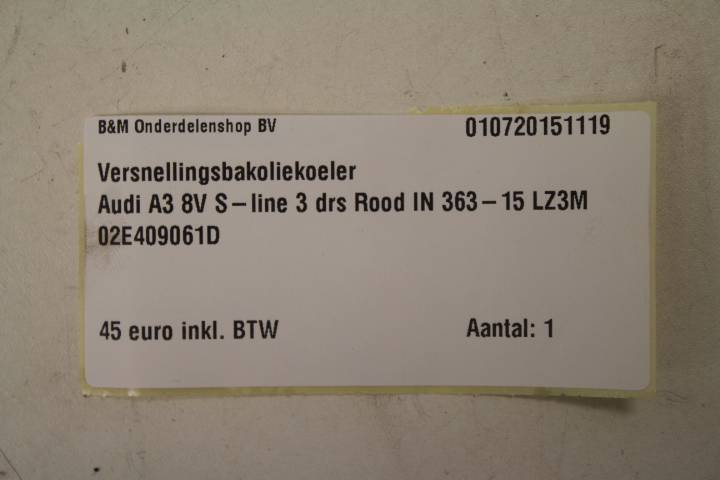 B&M Onderdelenshop BV 010720151119
Versnellingsbakoliekoeler
Audi A3 8V S-line 3 drs Rood IN 363-15 LZ3M
02E409061D
45 euro inkl. BTW Aantal: 1